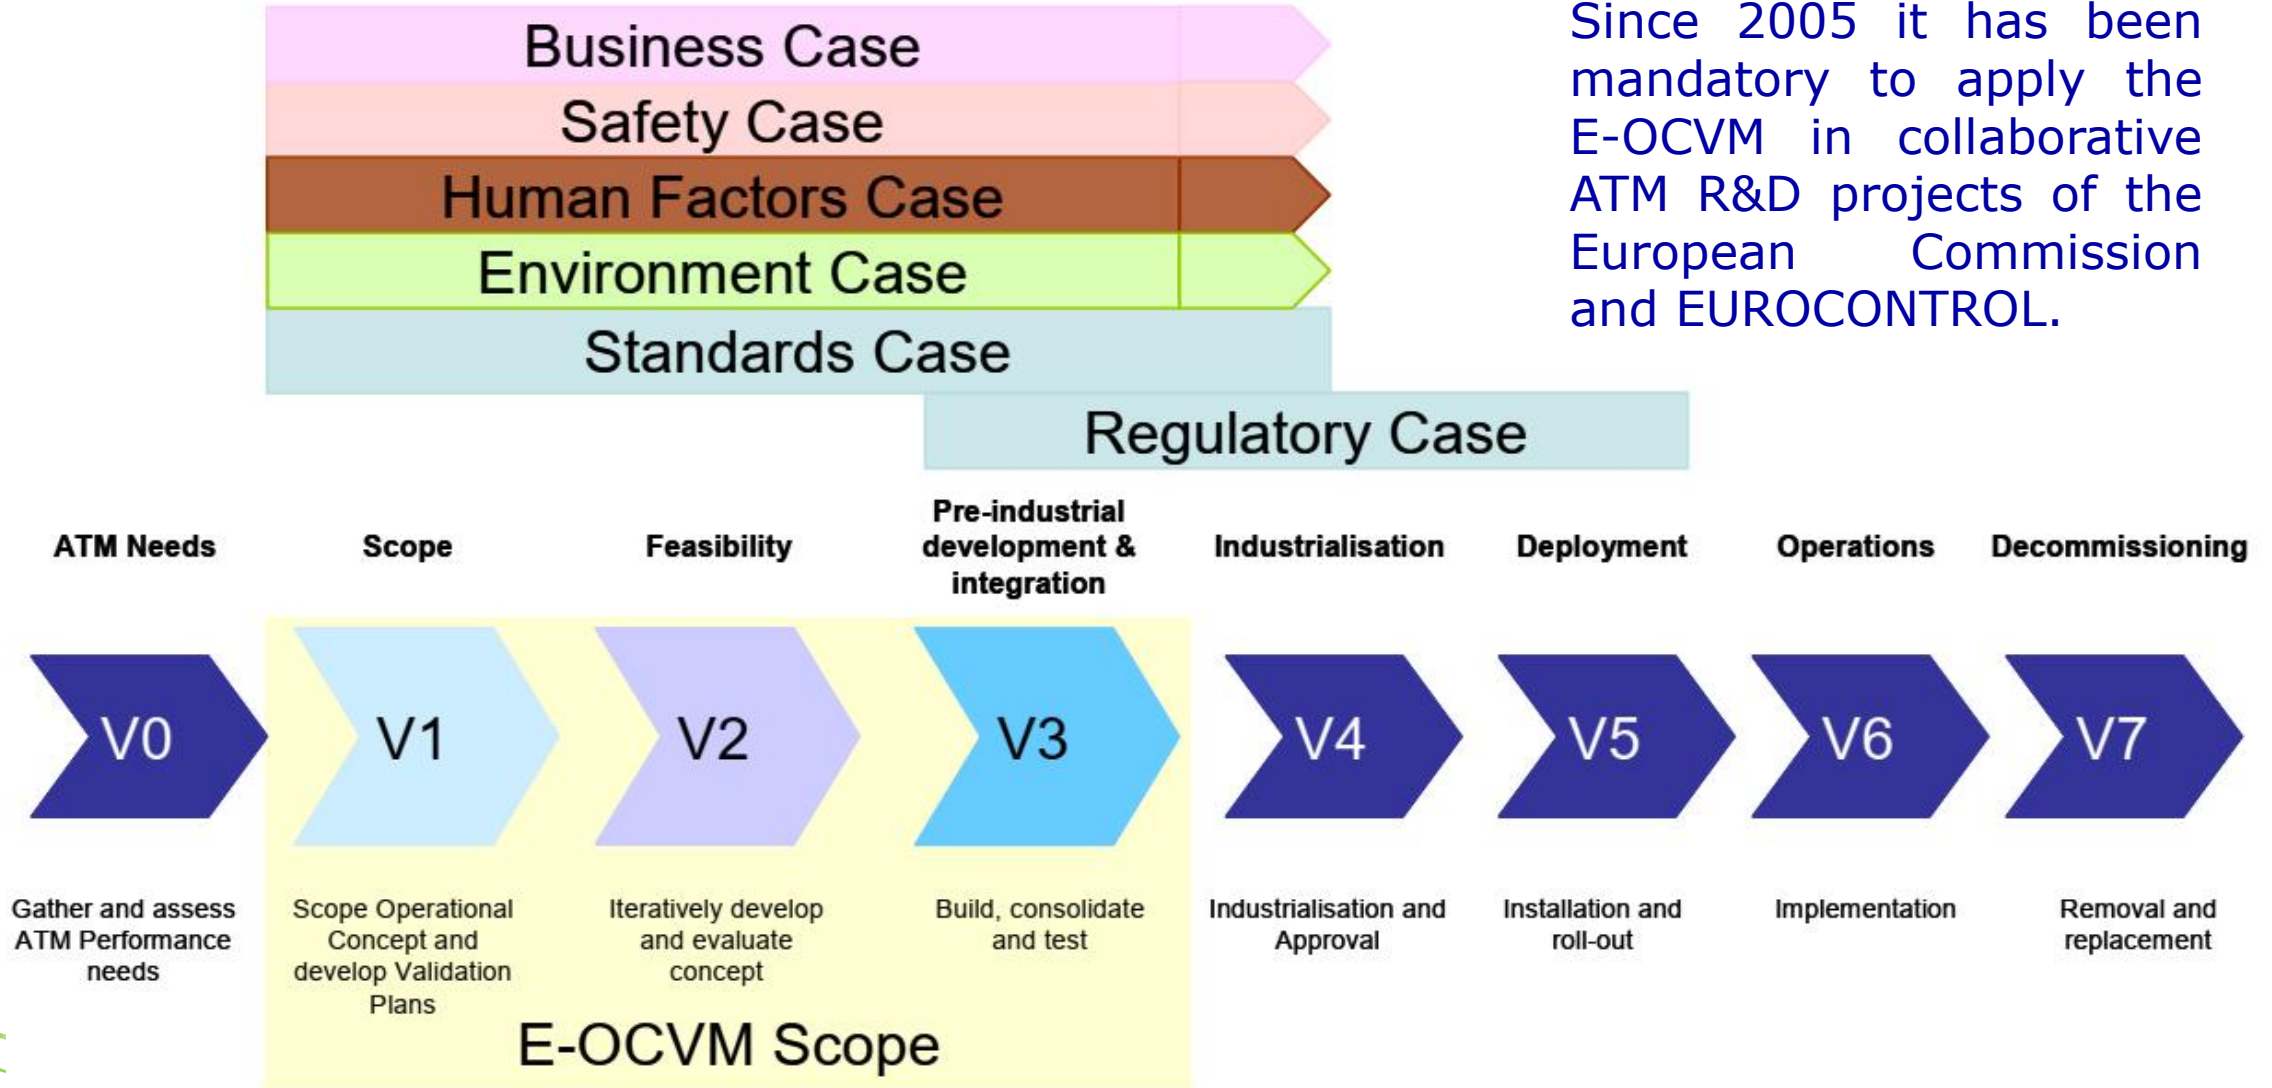 Business Case
Safety Case
Human Factors Case
Environment Case
Standards Case
Regulatory Case
Since 2005 it has been
mandatory to apply the
E-OCVM in collaborative
ATM R&D projects of the
European Commission
and EUROCONTROL.
ATM Needs
Scope
Feasibility
Pre-industrial
development &
integration
Industrialisation
Deployment
Operations
Decommissioning
V0
V1
V2
V3
V4
V5
V6
V7
Gather and assess
ATM Performance
needs
Scope Operational
Concept and
develop Validation
Plans
Iteratively develop
and evaluate
concept
Build, consolidate
and test
Industrialisation and
Approval
Installation and
roll-out
Implementation
Removal and
replacement
E-OCVM Scope